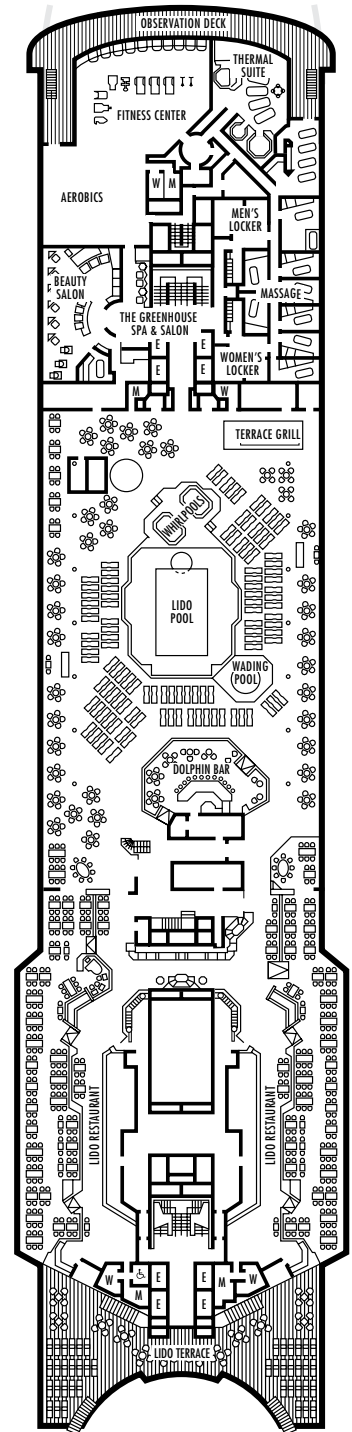 OBSERVATION DECK
THERMAL
SUITE
FITNESS CENTER
W M
AEROBICS
MEN'S
LOCKER
BEAUTY
SALON
MASSAGE
THE GREENHOUSE
SPA & SALON
E E
WOMEN'S
LOCKER
E E
M W
TERRACE GRILL
WHIRLPOOLS
LIDO
POOL
WADING
POOL
DOLPHIN BAR
LIDO RESTAURANT
LIDO RESTAURANT
W E E M W
M E E
LIDO TERRACE